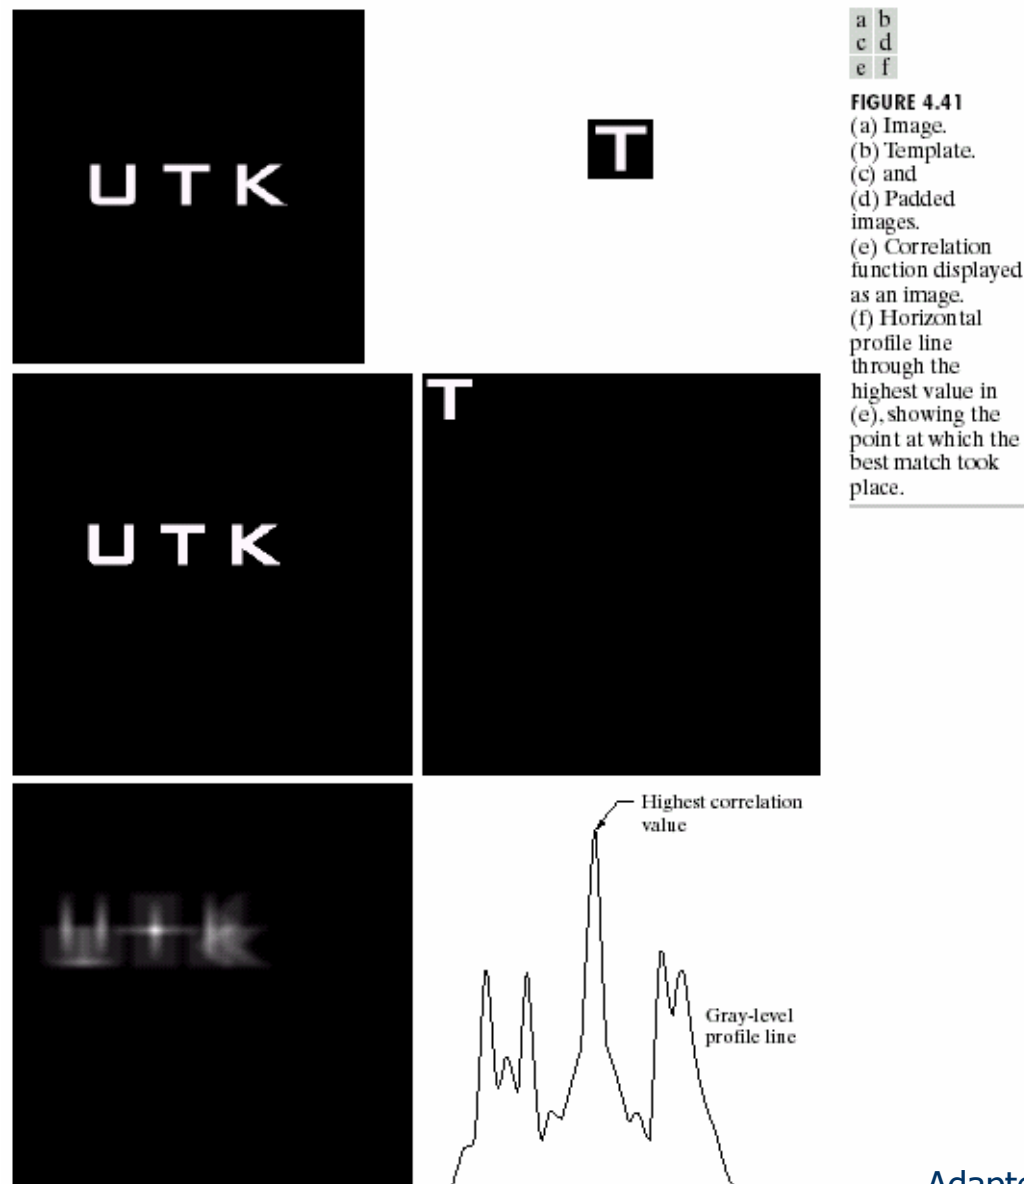 U T K
T
a b
c d
e f
FIGURE 4.41
(a) Image.
(b) Template.
(c) and
(d) Padded
images.
(e) Correlation
function displayed
as an image.
(f) Horizontal
profile line
through the
highest value in
(e), showing the
point at which the
best match took
place.
U T K
T
Highest correlation
value
Gray-level
profile line